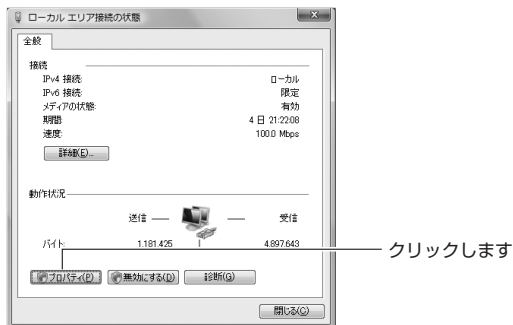 ローカル エリア接続の状態
全般
接続
IPv4 接続: ローカル
IPv6 接続: 限定
メディアの状態: 有効
期間: 4 日 21:22:08
速度: 100.0 Mbps
詳細(E)...
動作状況
送信 — — 受信
バイト: 1,181,425 4,897,643
クリックします
プロパティ(P) 無効にする(D) 診断(G)
閉じる(C)